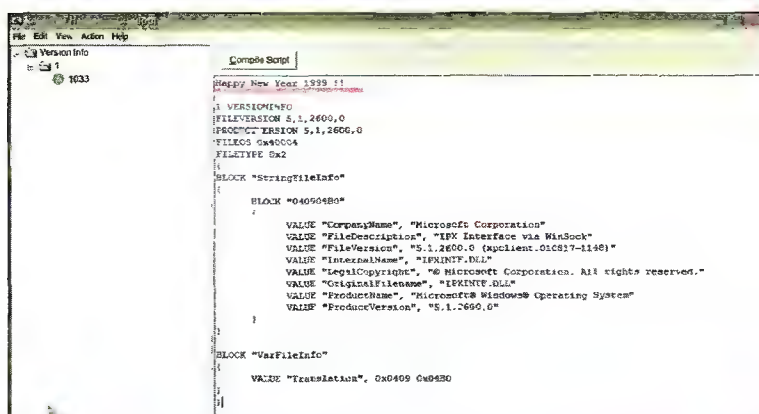 File Edit View Action Help
Version Info
1
1033
Compile Script
Happy New Year 1999 !!
1 VERSIONINFO
FILEVERSION 5,1,2600,0
PRODUCTVERSION 5,1,2600,0
FILEOS 0x40004
FILETYPE 0x2
{
BLOCK "StringFileInfo"
{
BLOCK "040904B0"
{
VALUE "CompanyName", "Microsoft Corporation"
VALUE "FileDescription", "IPX Interface via WinSock"
VALUE "FileVersion", "5.1.2600.0 (xpclient.010817-1148)"
VALUE "InternalName", "IPXINTF.DLL"
VALUE "LegalCopyright", "© Microsoft Corporation. All rights reserved."
VALUE "OriginalFilename", "IPXINTF.DLL"
VALUE "ProductName", "Microsoft® Windows® Operating System"
VALUE "ProductVersion", "5.1.2600.0"
}
}
BLOCK "VarFileInfo"
{
VALUE "Translation", 0x0409 0x04B0
}
}